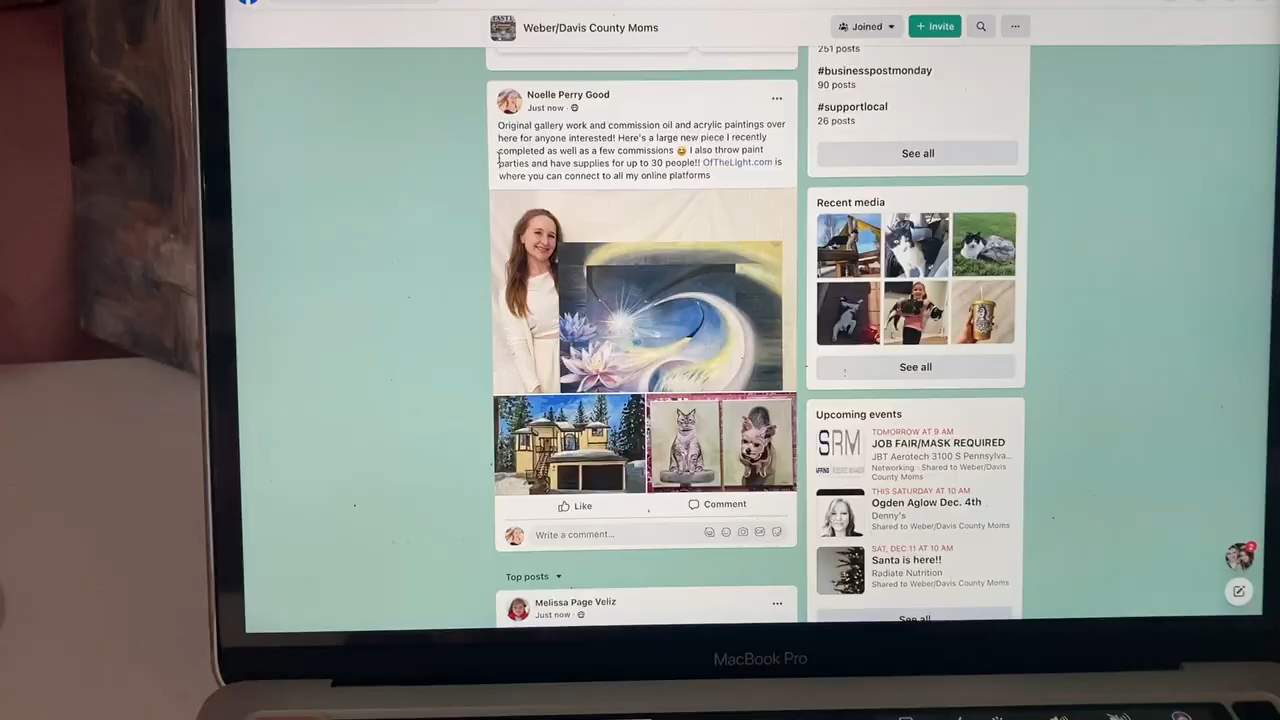 Weber/Davis County Moms
Joined
+ Invite
251 posts
#businesspostmonday
90 posts
#supportlocal
26 posts
See all
Noelle Perry Good
Just now ·
Original gallery work and commission oil and acrylic paintings over
here for anyone interested! Here's a large new piece I recently
completed as well as a few commissions 😆 I also throw paint
parties and have supplies for up to 30 people!! OfTheLight.com is
where you can connect to all my online platforms
Like
Comment
Write a comment...
Top posts
Melissa Page Veliz
Just now ·
Recent media
See all
Upcoming events
SRM
TOMORROW AT 9 AM
JOB FAIR/MASK REQUIRED
JBT Aerotech 3100 S Pennsylva...
Networking · Shared to Weber/Davis
County Moms
THIS SATURDAY AT 10 AM
Ogden Aglow Dec. 4th
Denny's
Shared to Weber/Davis County Moms
SAT, DEC 11 AT 10 AM
Santa is here!!
Radiate Nutrition
Shared to Weber/Davis County Moms
See all
2
MacBook Pro